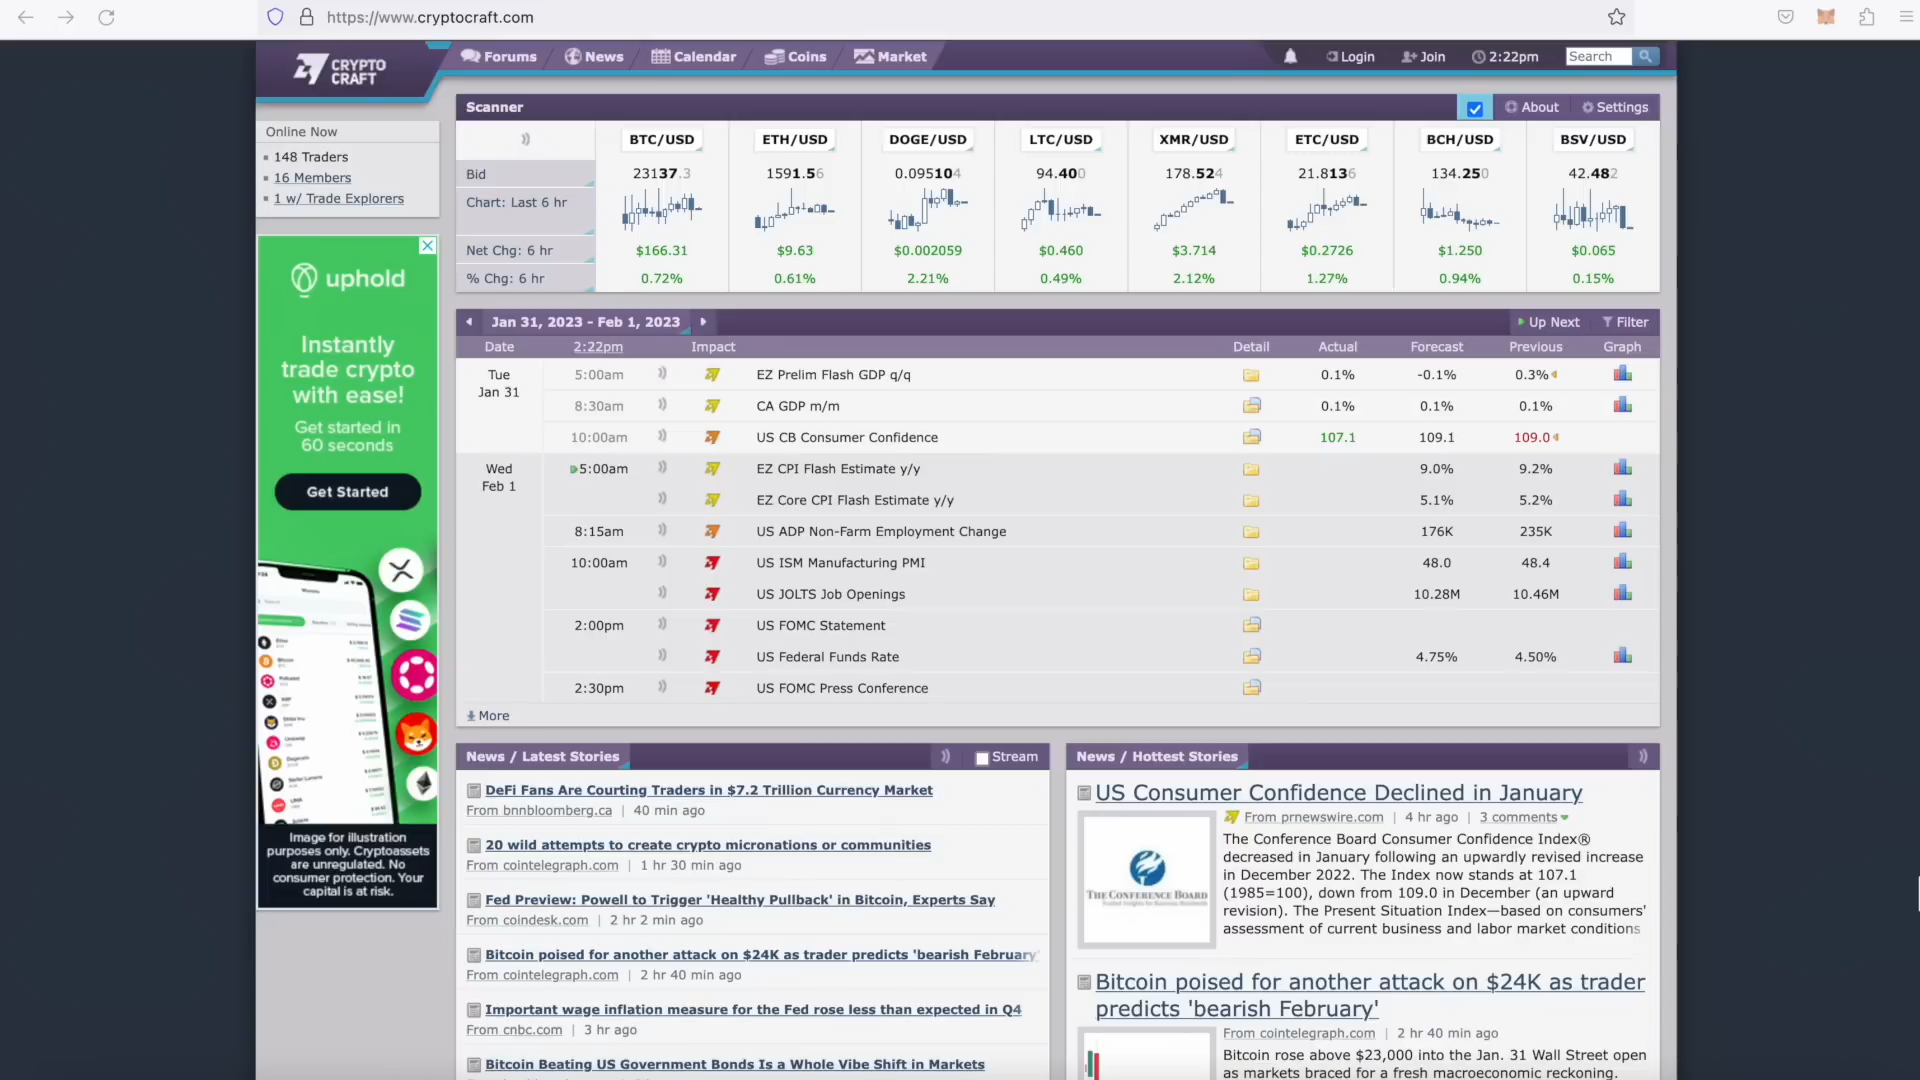 https://www.cryptocraft.com
CRYPTO
CRAFT
Forums
News
Calendar
Coins
Market
Login
Join
2:22pm
Search
Online Now
148 Traders
16 Members
1 w/ Trade Explorers
uphold
Instantly
trade crypto
with ease!
Get started in
60 seconds
Get Started
Image for illustration
purposes only. Cryptoassets
are unregulated. No
consumer protection. Your
capital is at risk.
Scanner
About
Settings
BTC/USD ETH/USD DOGE/USD LTC/USD XMR/USD ETC/USD BCH/USD BSV/USD
Bid 23137.3 1591.56 0.095104 94.400 178.524 21.8136 134.250 42.482
Chart: Last 6 hr
Net Chg: 6 hr $166.31 $9.63 $0.002059 $0.460 $3.714 $0.2726 $1.250 $0.065
% Chg: 6 hr 0.72% 0.61% 2.21% 0.49% 2.12% 1.27% 0.94% 0.15%
Jan 31, 2023 - Feb 1, 2023
Up Next
Filter
Date 2:22pm Impact Detail Actual Forecast Previous Graph
Tue
Jan 31
5:00am EZ Prelim Flash GDP q/q 0.1% -0.1% 0.3%
8:30am CA GDP m/m 0.1% 0.1% 0.1%
10:00am US CB Consumer Confidence 107.1 109.1 109.0
Wed
Feb 1
5:00am EZ CPI Flash Estimate y/y 9.0% 9.2%
EZ Core CPI Flash Estimate y/y 5.1% 5.2%
8:15am US ADP Non-Farm Employment Change 176K 235K
10:00am US ISM Manufacturing PMI 48.0 48.4
US JOLTS Job Openings 10.28M 10.46M
2:00pm US FOMC Statement
US Federal Funds Rate 4.75% 4.50%
2:30pm US FOMC Press Conference
More
News / Latest Stories
Stream
DeFi Fans Are Courting Traders in $7.2 Trillion Currency Market
From bnnbloomberg.ca | 40 min ago
20 wild attempts to create crypto micronations or communities
From cointelegraph.com | 1 hr 30 min ago
Fed Preview: Powell to Trigger 'Healthy Pullback' in Bitcoin, Experts Say
From coindesk.com | 2 hr 2 min ago
Bitcoin poised for another attack on $24K as trader predicts 'bearish February'
From cointelegraph.com | 2 hr 40 min ago
Important wage inflation measure for the Fed rose less than expected in Q4
From cnbc.com | 3 hr ago
Bitcoin Beating US Government Bonds Is a Whole Vibe Shift in Markets
News / Hottest Stories
US Consumer Confidence Declined in January
From prnewswire.com | 4 hr ago | 3 comments
THE CONFERENCE BOARD
The Conference Board Consumer Confidence Index®
decreased in January following an upwardly revised increase
in December 2022. The Index now stands at 107.1
(1985=100), down from 109.0 in December (an upward
revision). The Present Situation Index—based on consumers'
assessment of current business and labor market conditions
Bitcoin poised for another attack on $24K as trader
predicts 'bearish February'
From cointelegraph.com | 2 hr 40 min ago
Bitcoin rose above $23,000 into the Jan. 31 Wall Street open
as markets braced for a fresh macroeconomic reckoning.